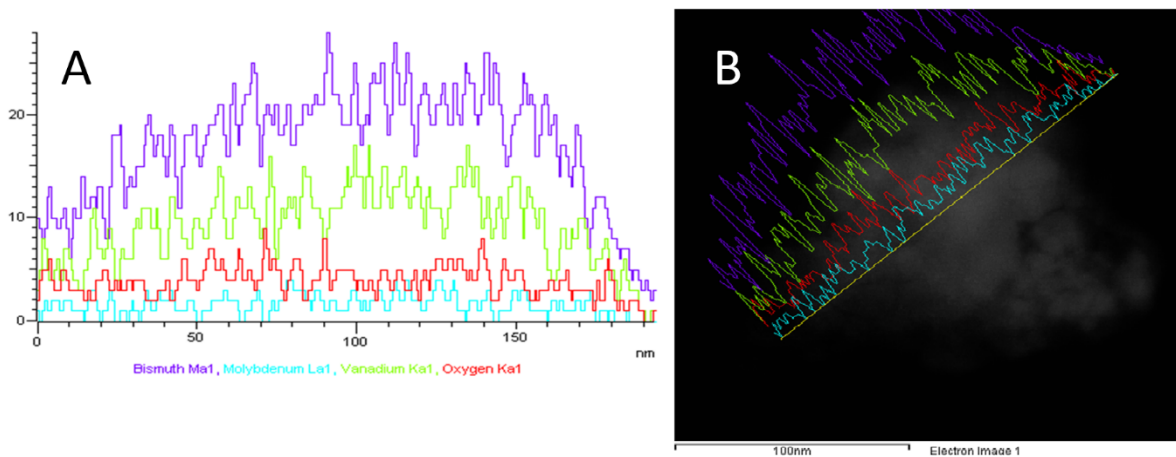 A
B
20
10
0
0
50
100
150
nm
Bismuth Ma1, Molybdenum La1, Vanadium Ka1, Oxygen Ka1
100nm
Electron Image 1